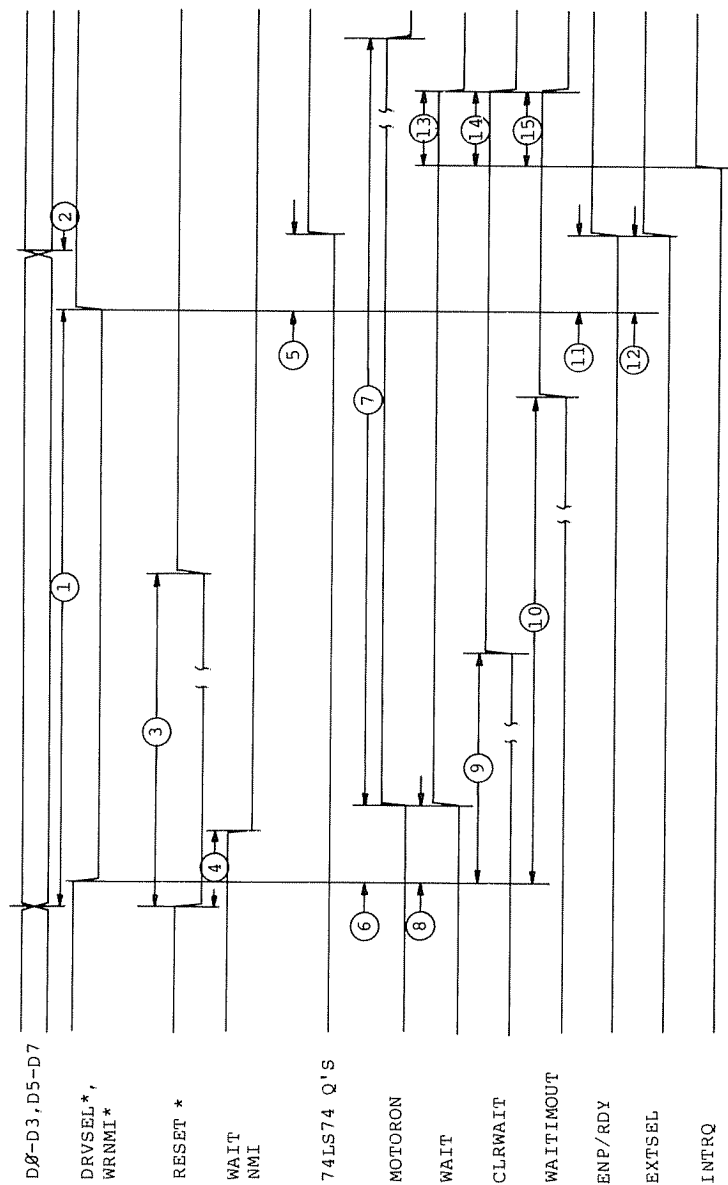 DØ-D3,D5-D7
DRVSEL*,
WRNMI*
RESET *
WAIT
NMI
74LS74 Q'S
MOTORON
WAIT
CLRWAIT
WAITIMOUT
ENP/RDY
EXTSEL
INTRQ
1
2
3
4
5
6
7
8
9
10
11
12
13
14
15